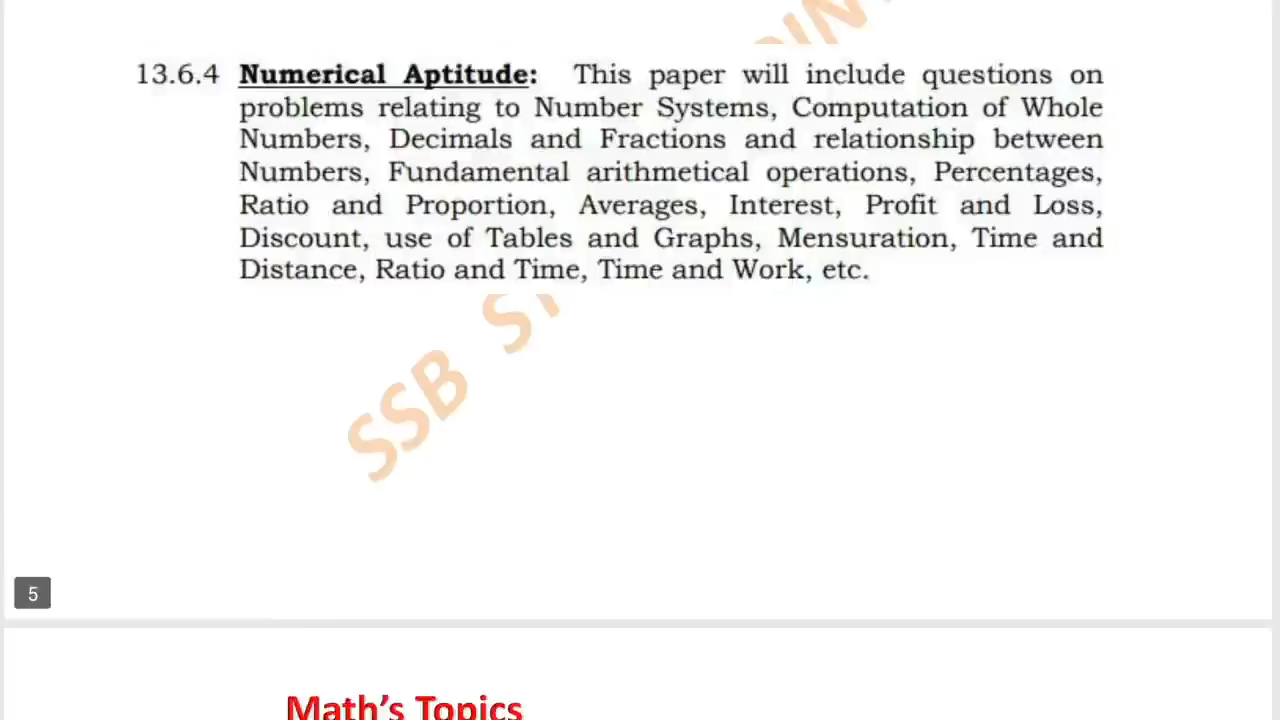 13.6.4 Numerical Aptitude: This paper will include questions on
problems relating to Number Systems, Computation of Whole
Numbers, Decimals and Fractions and relationship between
Numbers, Fundamental arithmetical operations, Percentages,
Ratio and Proportion, Averages, Interest, Profit and Loss,
Discount, use of Tables and Graphs, Mensuration, Time and
Distance, Ratio and Time, Time and Work, etc.
SSB
5
Math's Topics